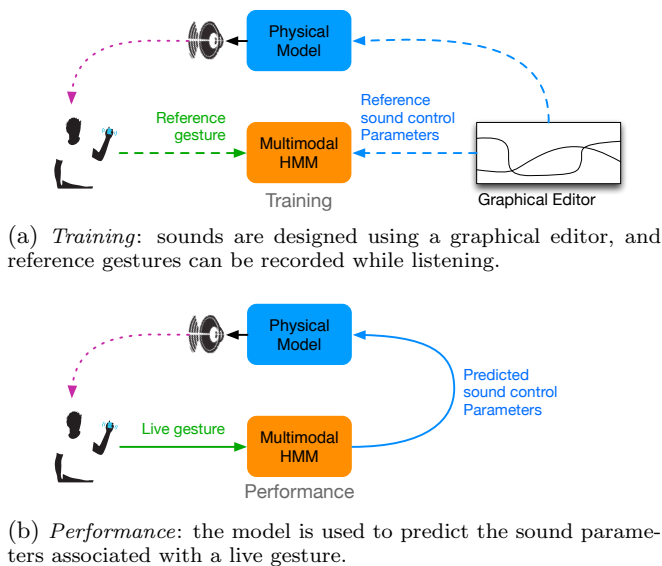 Physical
Model
Reference
gesture
Multimodal
HMM
Reference
sound control
Parameters
Training
Graphical Editor
(a) Training: sounds are designed using a graphical editor, and
reference gestures can be recorded while listening.
Physical
Model
Live gesture
Multimodal
HMM
Predicted
sound control
Parameters
Performance
(b) Performance: the model is used to predict the sound parame-
ters associated with a live gesture.